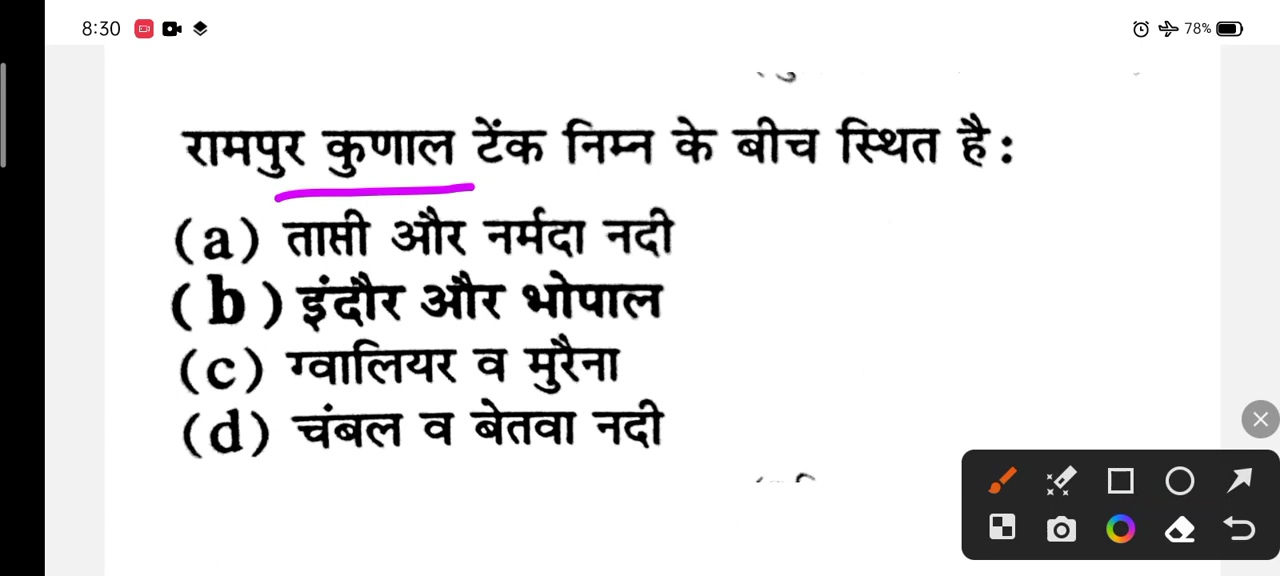 8:30
78%
रामपुर कुणाल टेंक निम्न के बीच स्थित है :
(a) ताप्ती और नर्मदा नदी
(b) इंदौर और भोपाल
(c) ग्वालियर व मुरैना
(d) चंबल व बेतवा नदी